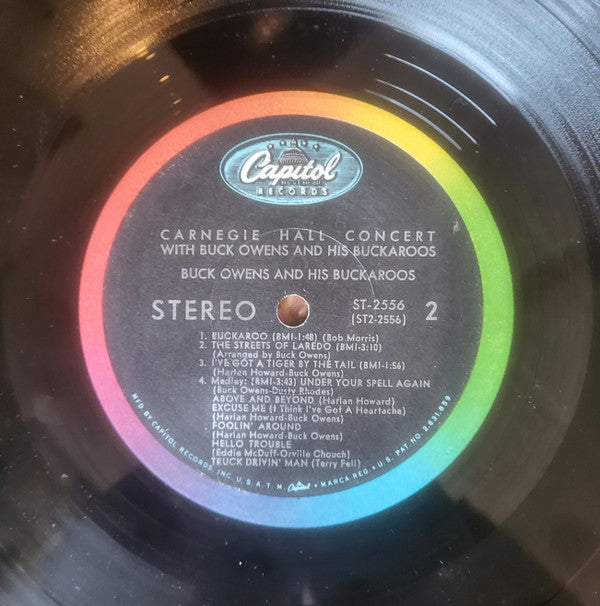 Capitol
RECORDS
CARNEGIE HALL CONCERT
WITH BUCK OWENS AND HIS BUCKAROOS
BUCK OWENS AND HIS BUCKAROOS
STEREO ST-2556 2
(ST2-2556)
1. BUCKAROO (BMI-1:48) (Bob Morris)
2. THE STREETS OF LAREDO (BMI-3:10)
(Arranged by Buck Owens)
3. I'VE GOT A TIGER BY THE TAIL (BMI-1:56)
(Harlan Howard-Buck Owens)
4. Medley: (BMI-3:43) UNDER YOUR SPELL AGAIN
(Buck Owens-Dusty Rhodes)
ABOVE AND BEYOND (Harlan Howard)
EXCUSE ME (I Think I've Got A Heartache)
(Harlan Howard-Buck Owens)
FOOLIN' AROUND
(Harlan Howard-Buck Owens)
HELLO TROUBLE
(Eddie McDuff-Orville Chouch)
TRUCK DRIVIN' MAN (Terry Fell)
MFD. BY CAPITOL RECORDS, INC. U.S.A. T.M. Capitol • MARCA REG. • U.S. PAT. NO. 2,631,859